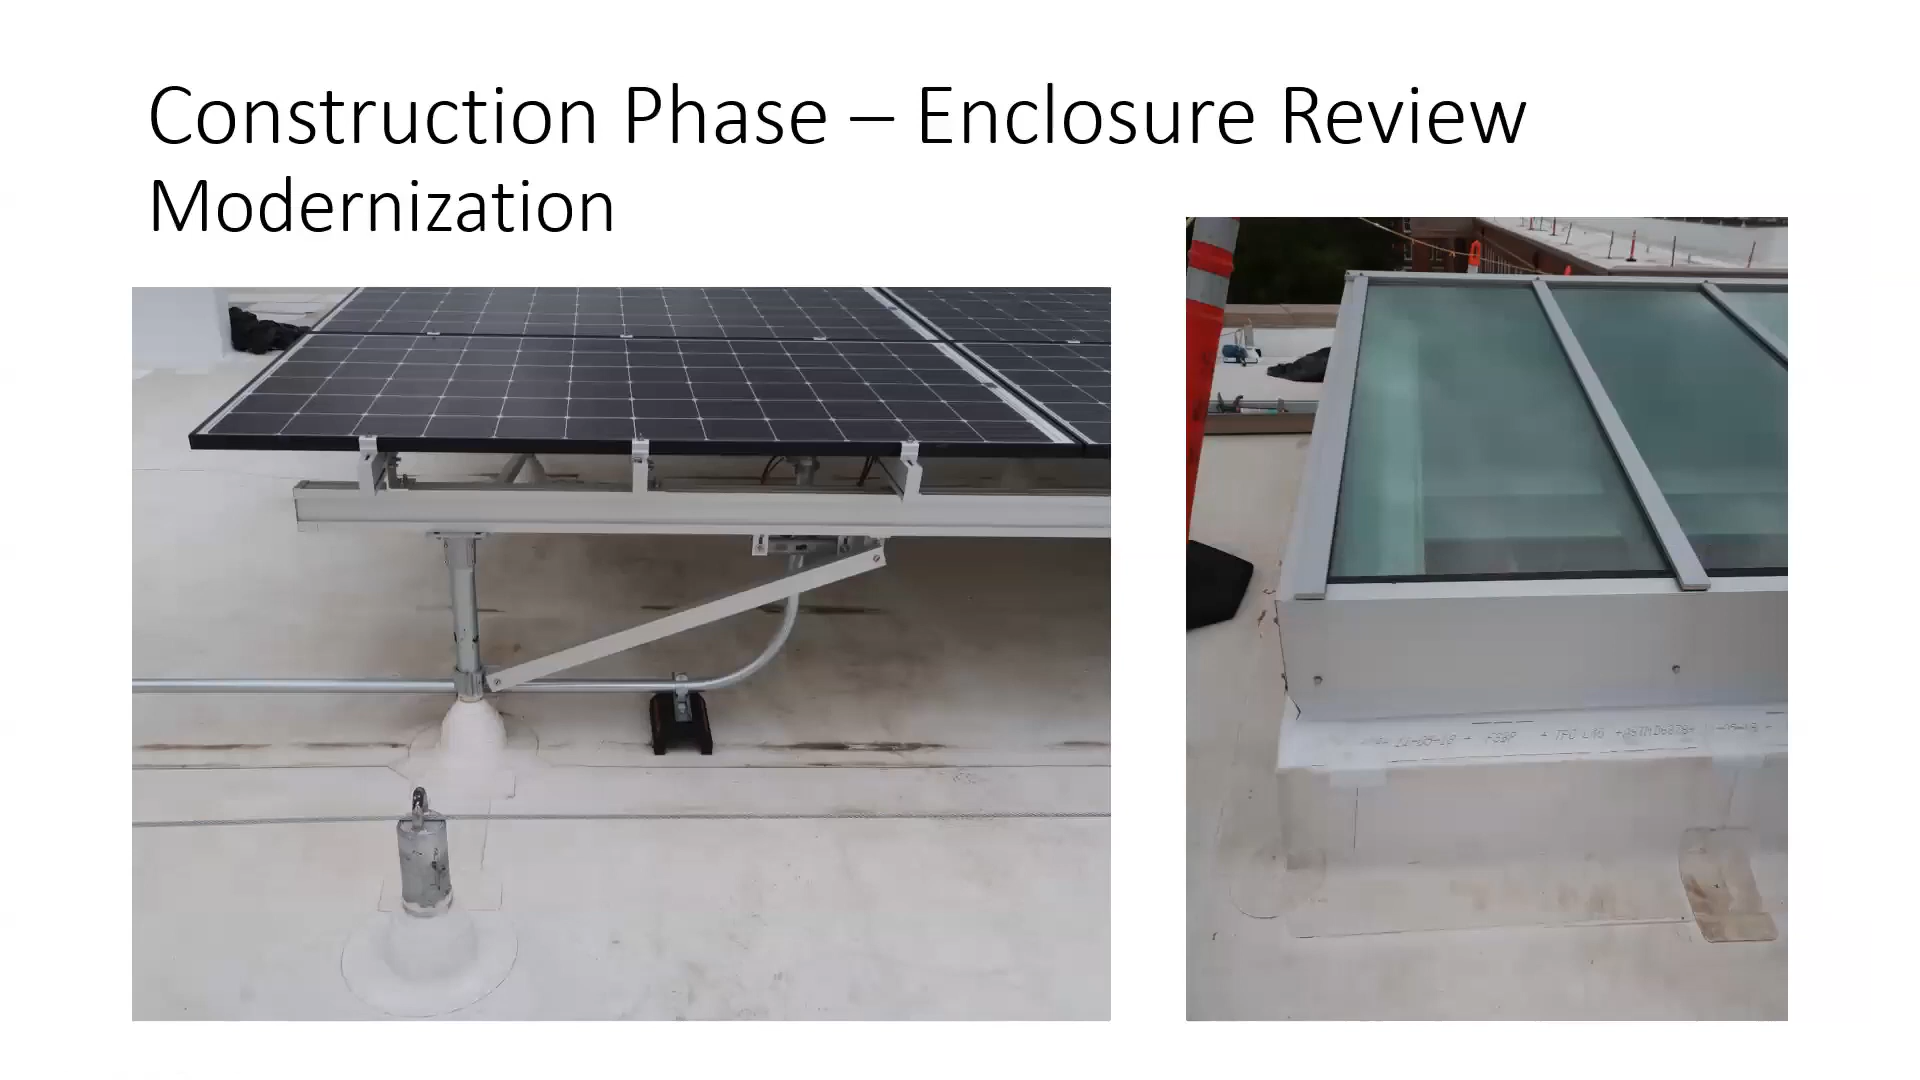 Construction Phase – Enclosure Review
Modernization